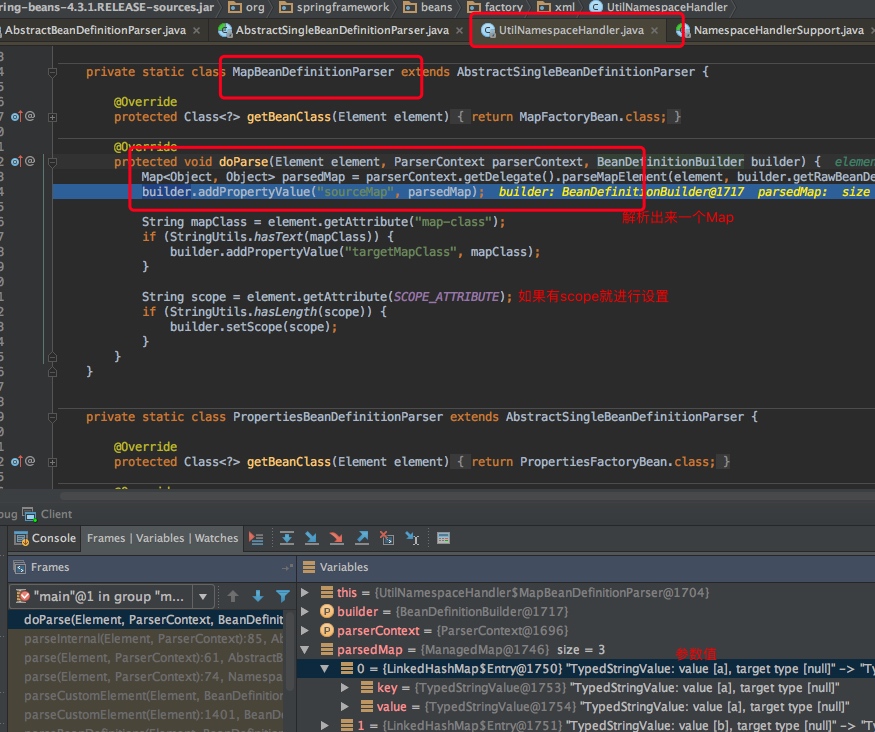 ring-beans-4.3.1.RELEASE-sources.jar org springframework beans factory xml UtilNamespaceHandler
AbstractBeanDefinitionParser.java × AbstractSingleBeanDefinitionParser.java × UtilNamespaceHandler.java × NamespaceHandlerSupport.java ×
private static class MapBeanDefinitionParser extends AbstractSingleBeanDefinitionParser {
@Override
protected Class<?> getBeanClass(Element element) { return MapFactoryBean.class; }
@Override
protected void doParse(Element element, ParserContext parserContext, BeanDefinitionBuilder builder) { eleme
Map<Object, Object> parsedMap = parserContext.getDelegate().parseMapElement(element, builder.getRawBeanDe
builder.addPropertyValue("sourceMap", parsedMap); builder: BeanDefinitionBuilder@1717 parsedMap: size
解析出来一个Map
String mapClass = element.getAttribute("map-class");
if (StringUtils.hasText(mapClass)) {
builder.addPropertyValue("targetMapClass", mapClass);
}
String scope = element.getAttribute(SCOPE_ATTRIBUTE); 如果有scope就进行设置
if (StringUtils.hasLength(scope)) {
builder.setScope(scope);
}
}
}
private static class PropertiesBeanDefinitionParser extends AbstractSingleBeanDefinitionParser {
@Override
protected Class<?> getBeanClass(Element element) { return PropertiesFactoryBean.class; }
bug Client
Console Frames | Variables | Watches
Frames
Variables
"main"@1 in group "m...
doParse(Element, ParserContext, BeanDefinit
parseInternal(Element, ParserContext):85, Ab
parse(Element, ParserContext):61, AbstractB
parse(Element, ParserContext):74, Namespa
parseCustomElement(Element, BeanDefinition
parseCustomElement(Element):1401, BeanDe
this = {UtilNamespaceHandler$MapBeanDefinitionParser@1704}
builder = {BeanDefinitionBuilder@1717}
parserContext = {ParserContext@1696}
parsedMap = {ManagedMap@1746} size = 3
参数值
0 = {LinkedHashMap$Entry@1750} "TypedStringValue: value [a], target type [null]" -> "Ty
key = {TypedStringValue@1753} "TypedStringValue: value [a], target type [null]"
value = {TypedStringValue@1754} "TypedStringValue: value [a], target type [null]"
1 = {LinkedHashMap$Entry@1751} "TypedStringValue: value [b], target type [null]" -> "Ty